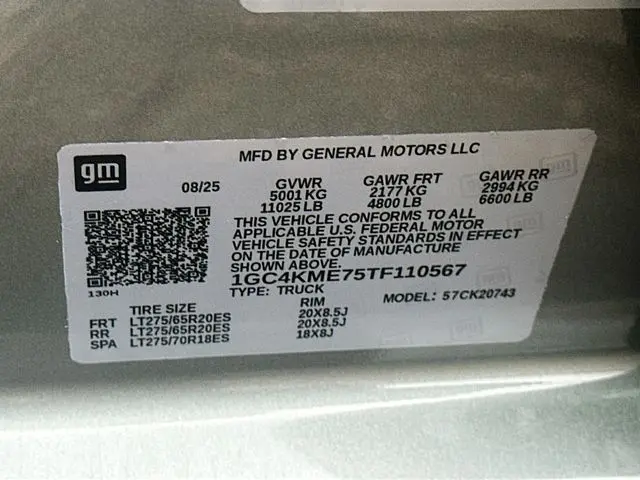 gm
MFD BY GENERAL MOTORS LLC
08/25 GVWR GAWR FRT GAWR RR
5001 KG 2177 KG 2994 KG
11025 LB 4800 LB 6600 LB
THIS VEHICLE CONFORMS TO ALL
APPLICABLE U.S. FEDERAL MOTOR
VEHICLE SAFETY STANDARDS IN EFFECT
ON THE DATE OF MANUFACTURE
SHOWN ABOVE.
1GC4KME75TF110567
130H
TYPE: TRUCK MODEL: 57CK20743
TIRE SIZE RIM
FRT LT275/65R20ES 20X8.5J
RR LT275/65R20ES 20X8.5J
SPA LT275/70R18ES 18X8J